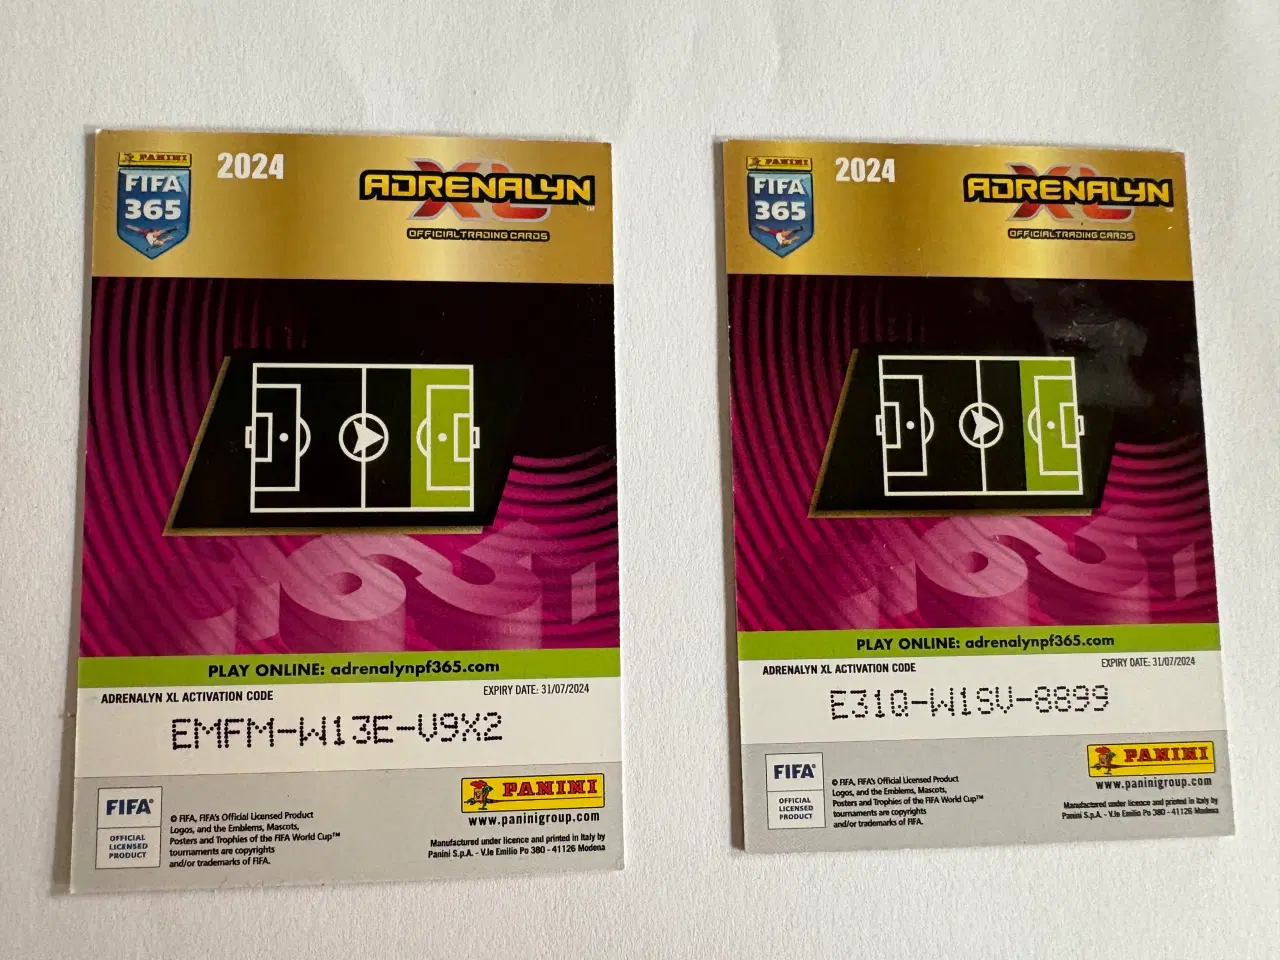 PANINI
FIFA
365
2024
ADRENALYN
XL
™
OFFICIAL TRADING CARDS
PLAY ONLINE: adrenalynpf365.com
ADRENALYN XL ACTIVATION CODE
EXPIRY DATE: 31/07/2024
EMFM-W13E-V9X2
FIFA®
OFFICIAL
LICENSED
PRODUCT
© FIFA, FIFA's Official Licensed Product
Logos, and the Emblems, Mascots,
Posters and Trophies of the FIFA World Cup™
tournaments are copyrights
and/or trademarks of FIFA.
PANINI
www.paninigroup.com
Manufactured under licence and printed in Italy by
Panini S.p.A. - V.le Emilio Po 380 - 41126 Modena
PANINI
FIFA
365
2024
ADRENALYN
XL
OFFICIAL TRADING CARDS
PLAY ONLINE: adrenalynpf365.com
ADRENALYN XL ACTIVATION CODE
EXPIRY DATE: 31/07/2024
E31Q-W1SV-8899
FIFA®
OFFICIAL
LICENSED
PRODUCT
© FIFA, FIFA's Official Licensed Product
Logos, and the Emblems, Mascots,
Posters and Trophies of the FIFA World Cup™
tournaments are copyrights
and/or trademarks of FIFA.
PANINI
www.paninigroup.com
Manufactured under licence and printed in Italy by
Panini S.p.A. - V.le Emilio Po 380 - 41126 Modena